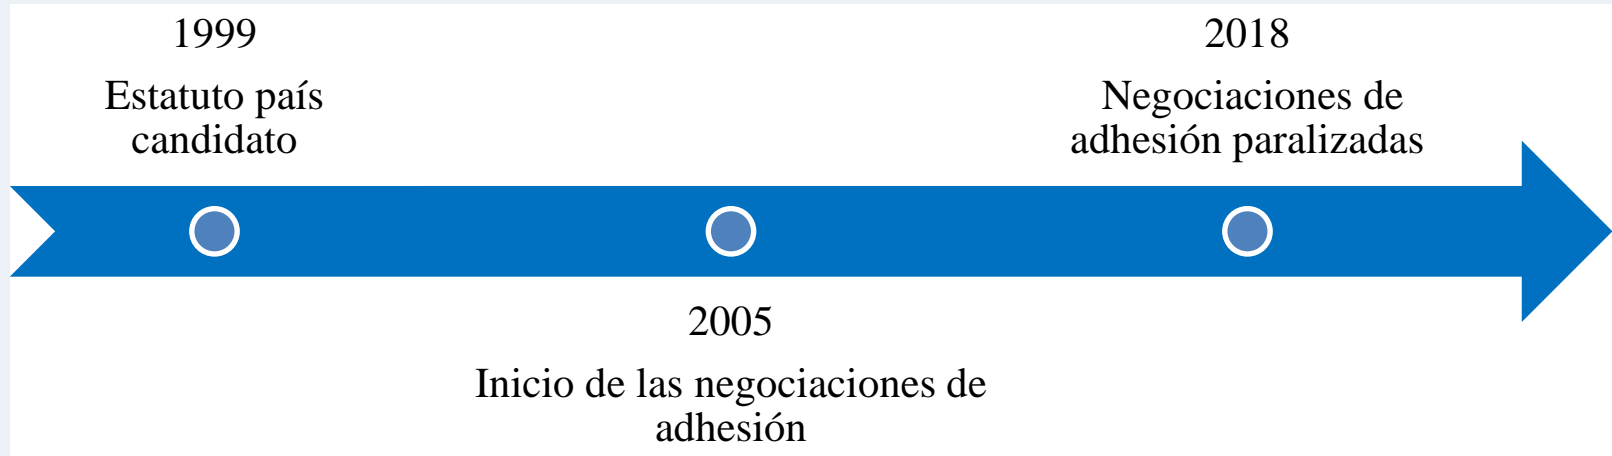 1999
Estatuto país
candidato
2005
Inicio de las negociaciones de
adhesión
2018
Negociaciones de
adhesión paralizadas